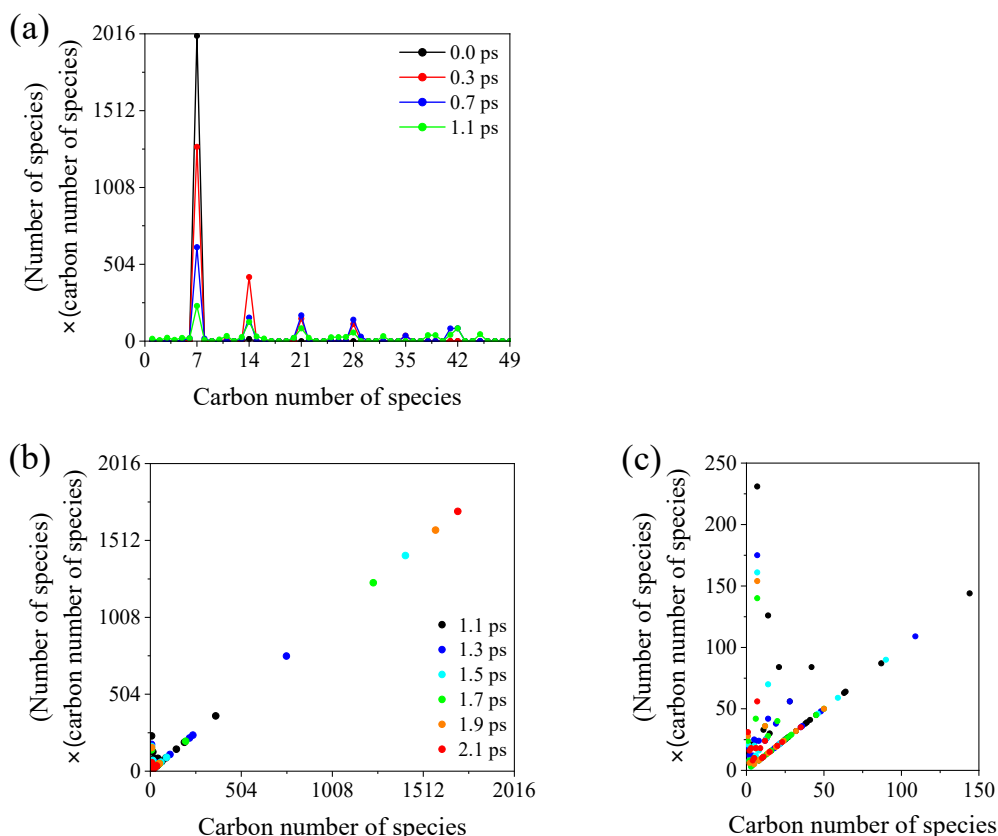 (a)
(Number of species)
×(carbon number of species)
2016
1512
1008
504
0
0 7 14 21 28 35 42 49
Carbon number of species
0.0 ps
0.3 ps
0.7 ps
1.1 ps
(b)
(Number of species)
×(carbon number of species)
2016
1512
1008
504
0
0 504 1008 1512 2016
Carbon number of species
1.1 ps
1.3 ps
1.5 ps
1.7 ps
1.9 ps
2.1 ps
(c)
(Number of species)
×(carbon number of species)
250
200
150
100
50
0
0 50 100 150
Carbon number of species